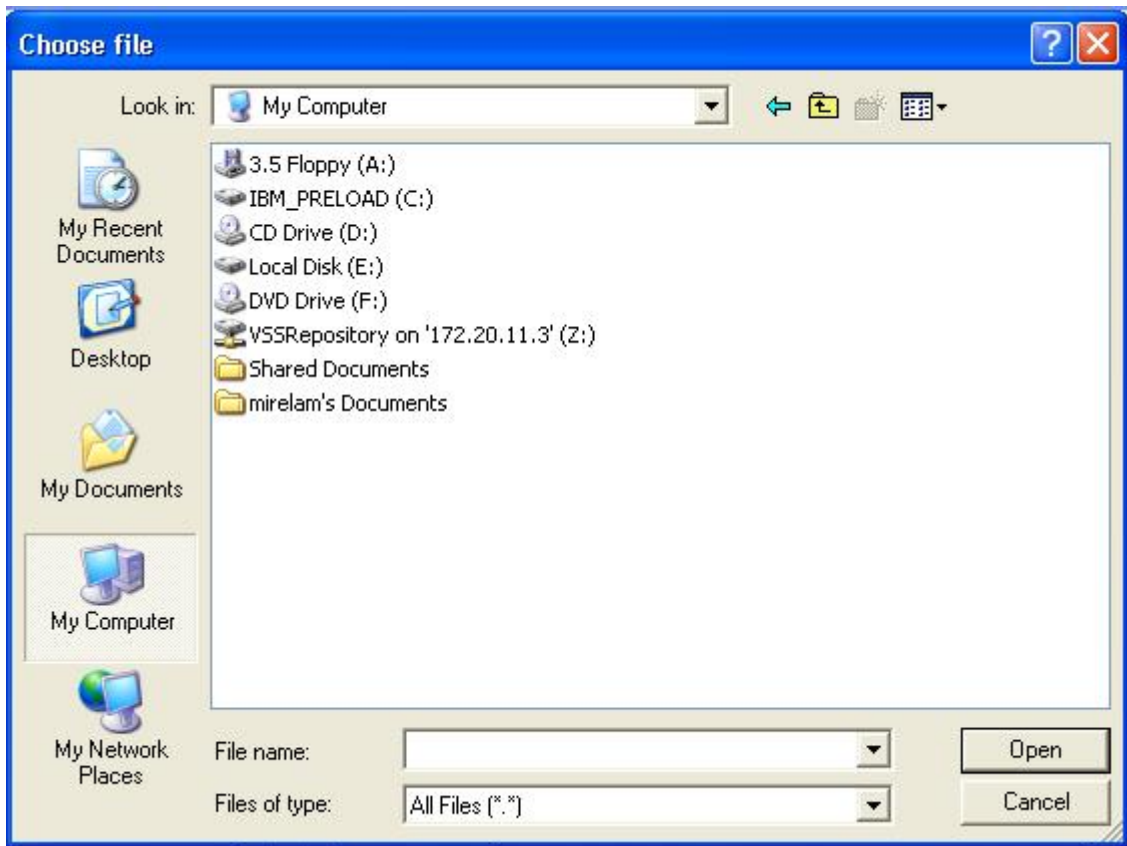 Choose file
Look in: My Computer
My Recent
Documents
Desktop
My Documents
My Computer
My Network
Places
3.5 Floppy (A:)
IBM_PRELOAD (C:)
CD Drive (D:)
Local Disk (E:)
DVD Drive (F:)
VSSRepository on '172.20.11.3' (Z:)
Shared Documents
mirelam's Documents
File name:
Open
Files of type: All Files (*.*)
Cancel